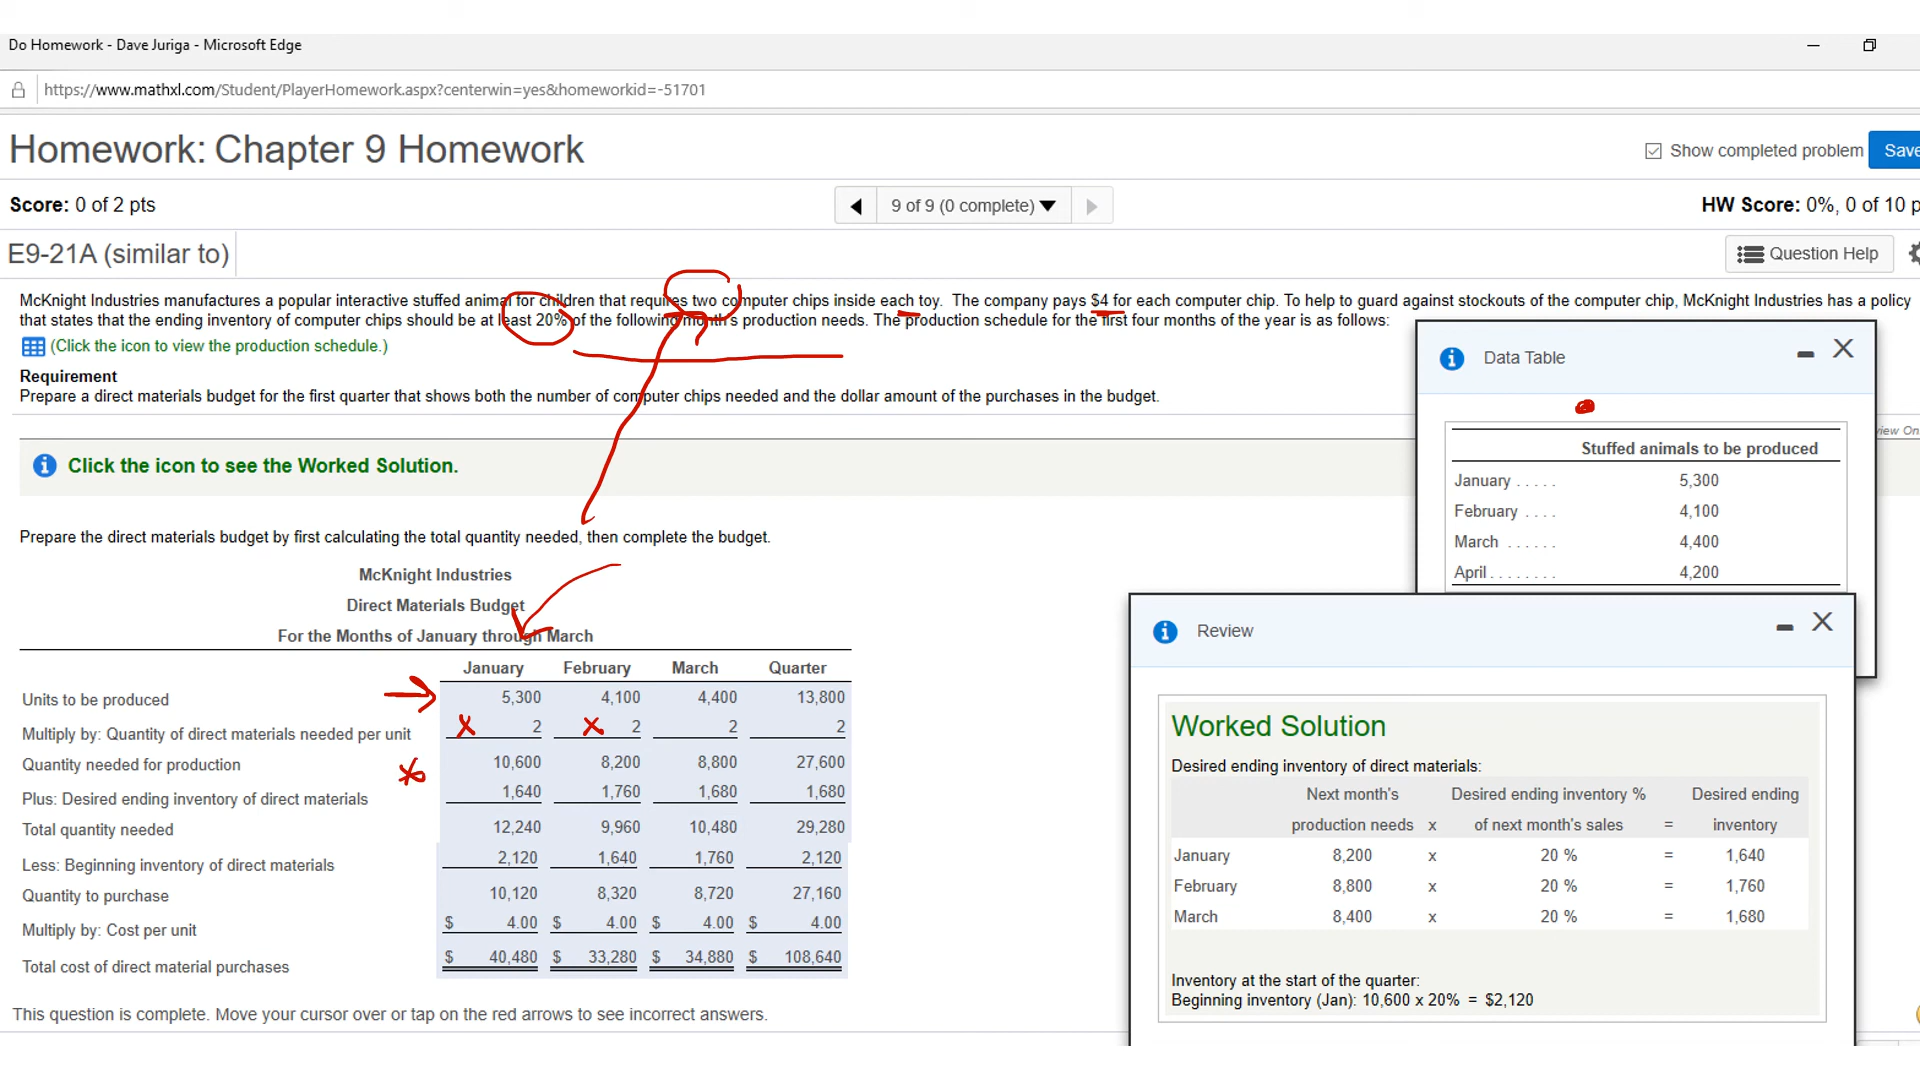 Do Homework - Dave Juriga - Microsoft Edge
https://www.mathxl.com/Student/PlayerHomework.aspx?centerwin=yes&homeworkid=-51701
Homework: Chapter 9 Homework
Show completed problem
Save
Score: 0 of 2 pts
9 of 9 (0 complete)
HW Score: 0%, 0 of 10 p
E9-21A (similar to)
Question Help
McKnight Industries manufactures a popular interactive stuffed animal for children that requires two computer chips inside each toy. The company pays $4 for each computer chip. To help to guard against stockouts of the computer chip, McKnight Industries has a policy
that states that the ending inventory of computer chips should be at least 20% of the following month's production needs. The production schedule for the first four months of the year is as follows:
(Click the icon to view the production schedule.)
Requirement
Prepare a direct materials budget for the first quarter that shows both the number of computer chips needed and the dollar amount of the purchases in the budget.
Click the icon to see the Worked Solution.
Prepare the direct materials budget by first calculating the total quantity needed, then complete the budget.
McKnight Industries
Direct Materials Budget
For the Months of January through March
January February March Quarter
Units to be produced 5,300 4,100 4,400 13,800
Multiply by: Quantity of direct materials needed per unit x 2 x 2 2 2
Quantity needed for production 10,600 8,200 8,800 27,600
Plus: Desired ending inventory of direct materials 1,640 1,760 1,680 1,680
Total quantity needed 12,240 9,960 10,480 29,280
Less: Beginning inventory of direct materials 2,120 1,640 1,760 2,120
Quantity to purchase 10,120 8,320 8,720 27,160
Multiply by: Cost per unit $ 4.00 $ 4.00 $ 4.00 $ 4.00
Total cost of direct material purchases $ 40,480 $ 33,280 $ 34,880 $ 108,640
This question is complete. Move your cursor over or tap on the red arrows to see incorrect answers.
Data Table
view On
Stuffed animals to be produced
January . . . . . 5,300
February . . . . 4,100
March . . . . . . 4,400
April . . . . . . . . 4,200
Review
Worked Solution
Desired ending inventory of direct materials:
Next month's Desired ending inventory % Desired ending
production needs x of next month's sales = inventory
January 8,200 x 20 % = 1,640
February 8,800 x 20 % = 1,760
March 8,400 x 20 % = 1,680
Inventory at the start of the quarter:
Beginning inventory (Jan): 10,600 x 20% = $2,120